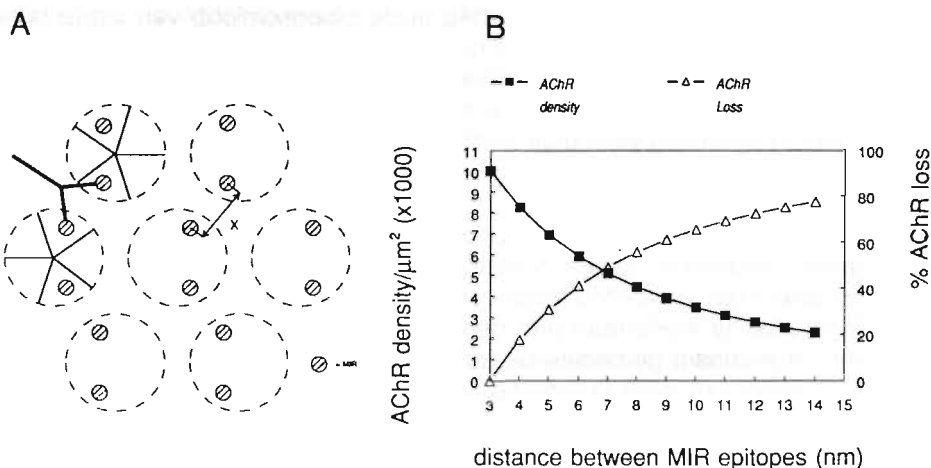 A
B
AChR density
AChR Loss
X
= MIR
AChR density/μm² (x1000)
11
10
9
8
7
6
5
4
3
2
1
0
100
80
60
40
20
0
% AChR loss
3 4 5 6 7 8 9 10 11 12 13 14 15
distance between MIR epitopes (nm)